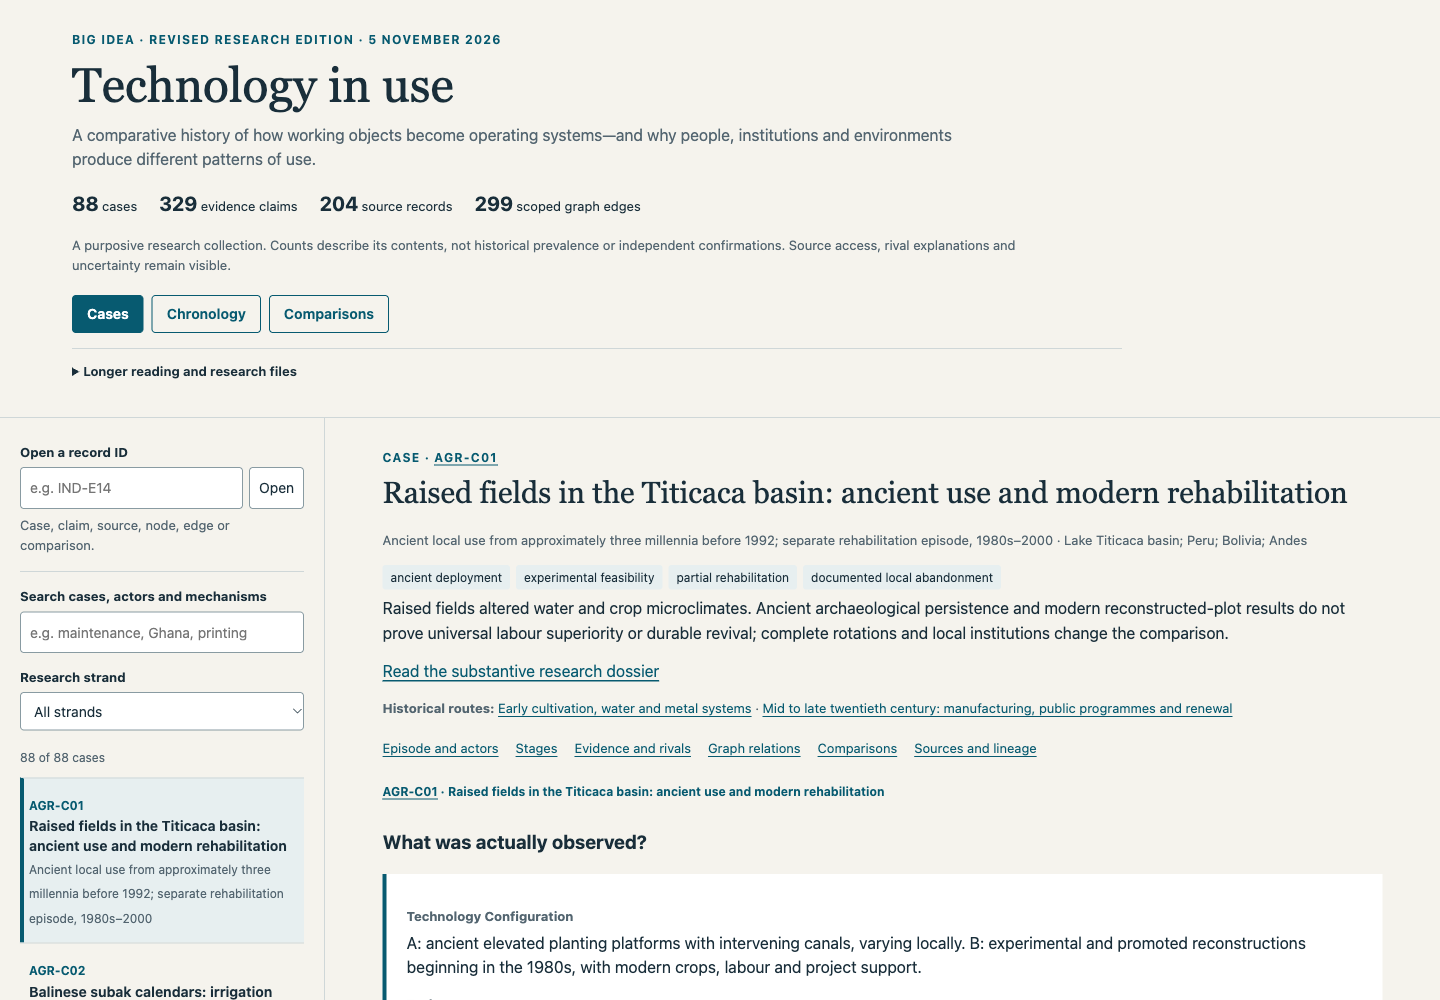 BIG IDEA · REVISED RESEARCH EDITION · 5 NOVEMBER 2026
Technology in use
A comparative history of how working objects become operating systems—and why people, institutions and environments
produce different patterns of use.
88 cases 329 evidence claims 204 source records 299 scoped graph edges
A purposive research collection. Counts describe its contents, not historical prevalence or independent confirmations. Source access, rival explanations and
uncertainty remain visible.
Cases Chronology Comparisons
Longer reading and research files
Open a record ID
e.g. IND-E14 Open
Case, claim, source, node, edge or
comparison.
Search cases, actors and mechanisms
e.g. maintenance, Ghana, printing
Research strand
All strands
88 of 88 cases
AGR-C01
Raised fields in the Titicaca basin:
ancient use and modern rehabilitation
Ancient local use from approximately three
millennia before 1992; separate rehabilitation
episode, 1980s–2000
AGR-C02
Balinese subak calendars: irrigation
CASE · AGR-C01
Raised fields in the Titicaca basin: ancient use and modern rehabilitation
Ancient local use from approximately three millennia before 1992; separate rehabilitation episode, 1980s–2000 · Lake Titicaca basin; Peru; Bolivia; Andes
ancient deployment experimental feasibility partial rehabilitation documented local abandonment
Raised fields altered water and crop microclimates. Ancient archaeological persistence and modern reconstructed-plot results do not
prove universal labour superiority or durable revival; complete rotations and local institutions change the comparison.
Read the substantive research dossier
Historical routes: Early cultivation, water and metal systems · Mid to late twentieth century: manufacturing, public programmes and renewal
Episode and actors Stages Evidence and rivals Graph relations Comparisons Sources and lineage
AGR-C01 · Raised fields in the Titicaca basin: ancient use and modern rehabilitation
What was actually observed?
Technology Configuration
A: ancient elevated planting platforms with intervening canals, varying locally. B: experimental and promoted reconstructions
beginning in the 1980s, with modern crops, labour and project support.